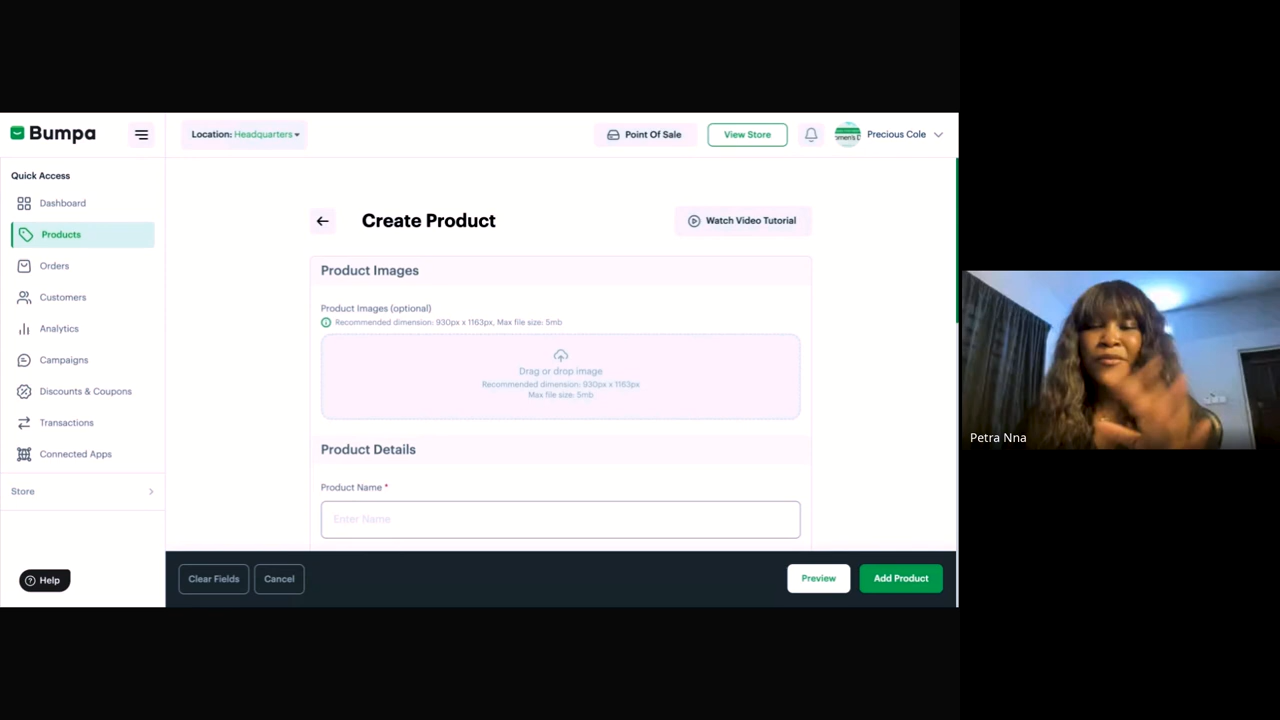 Bumpa
Location: Headquarters
Point Of Sale
View Store
Precious Cole
Quick Access
Dashboard
Products
Orders
Customers
Analytics
Campaigns
Discounts & Coupons
Transactions
Connected Apps
Store
Help
Create Product
Watch Video Tutorial
Product Images
Product Images (optional)
Recommended dimension: 930px x 1163px, Max file size: 5mb
Drag or drop image
Recommended dimension: 930px x 1163px
Max file size: 5mb
Product Details
Product Name *
Enter Name
Clear Fields
Cancel
Preview
Add Product
Petra Nna